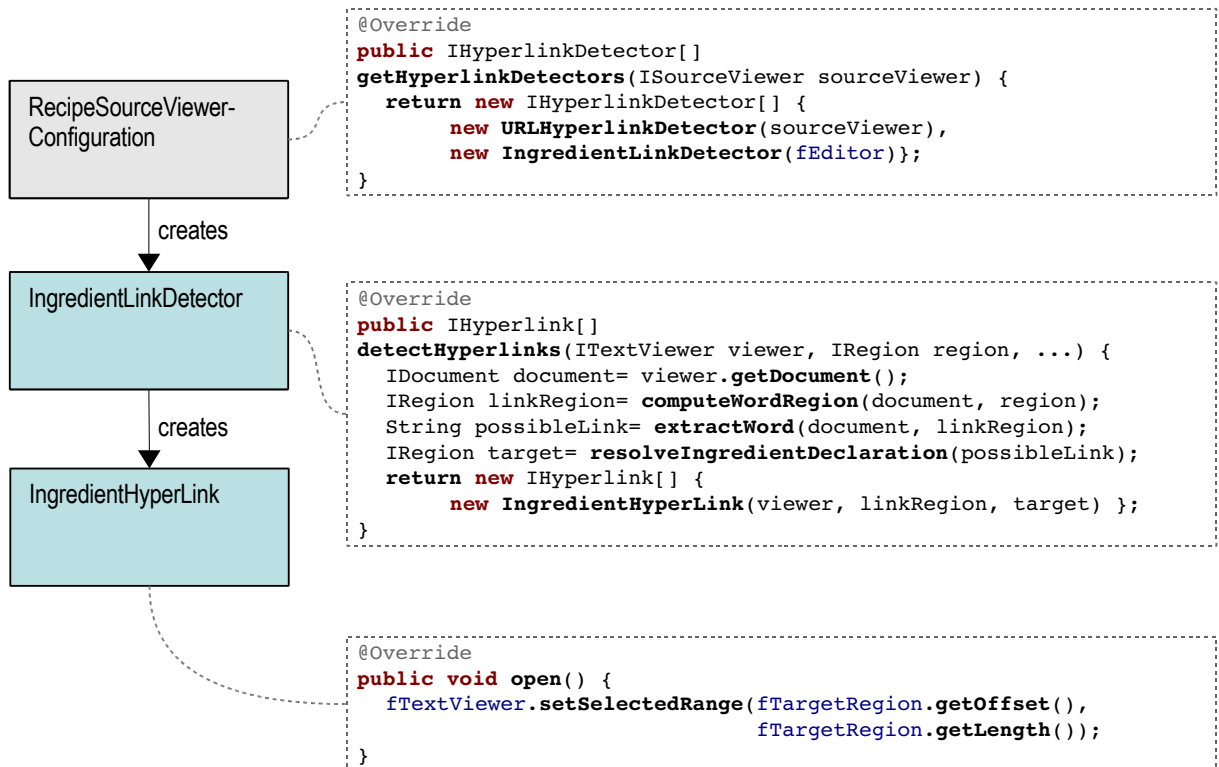 RecipeSourceViewer-
Configuration
creates
IngredientLinkDetector
creates
IngredientHyperLink
@Override
public IHyperlinkDetector[]
getHyperlinkDetectors(ISourceViewer sourceViewer) {
  return new IHyperlinkDetector[] {
      new URLHyperlinkDetector(sourceViewer),
      new IngredientLinkDetector(fEditor)};
}
@Override
public IHyperlink[]
detectHyperlinks(ITextViewer viewer, IRegion region, ...) {
  IDocument document= viewer.getDocument();
  IRegion linkRegion= computeWordRegion(document, region);
  String possibleLink= extractWord(document, linkRegion);
  IRegion target= resolveIngredientDeclaration(possibleLink);
  return new IHyperlink[] {
      new IngredientHyperLink(viewer, linkRegion, target) };
}
@Override
public void open() {
  fTextViewer.setSelectedRange(fTargetRegion.getOffset(),
                               fTargetRegion.getLength());
}